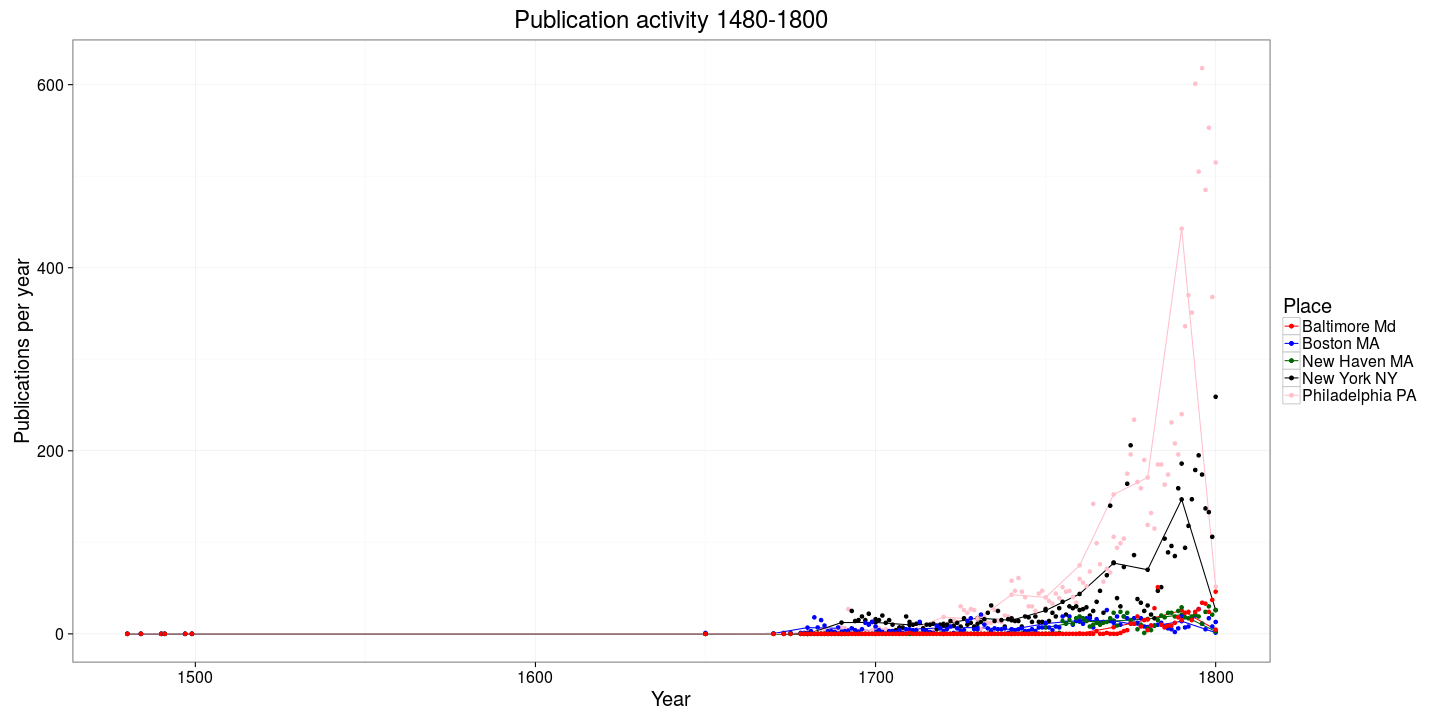 Publication activity 1480-1800
600
400
200
0
Publications per year
1500
1600
1700
1800
Year
Place
Baltimore Md
Boston MA
New Haven MA
New York NY
Philadelphia PA